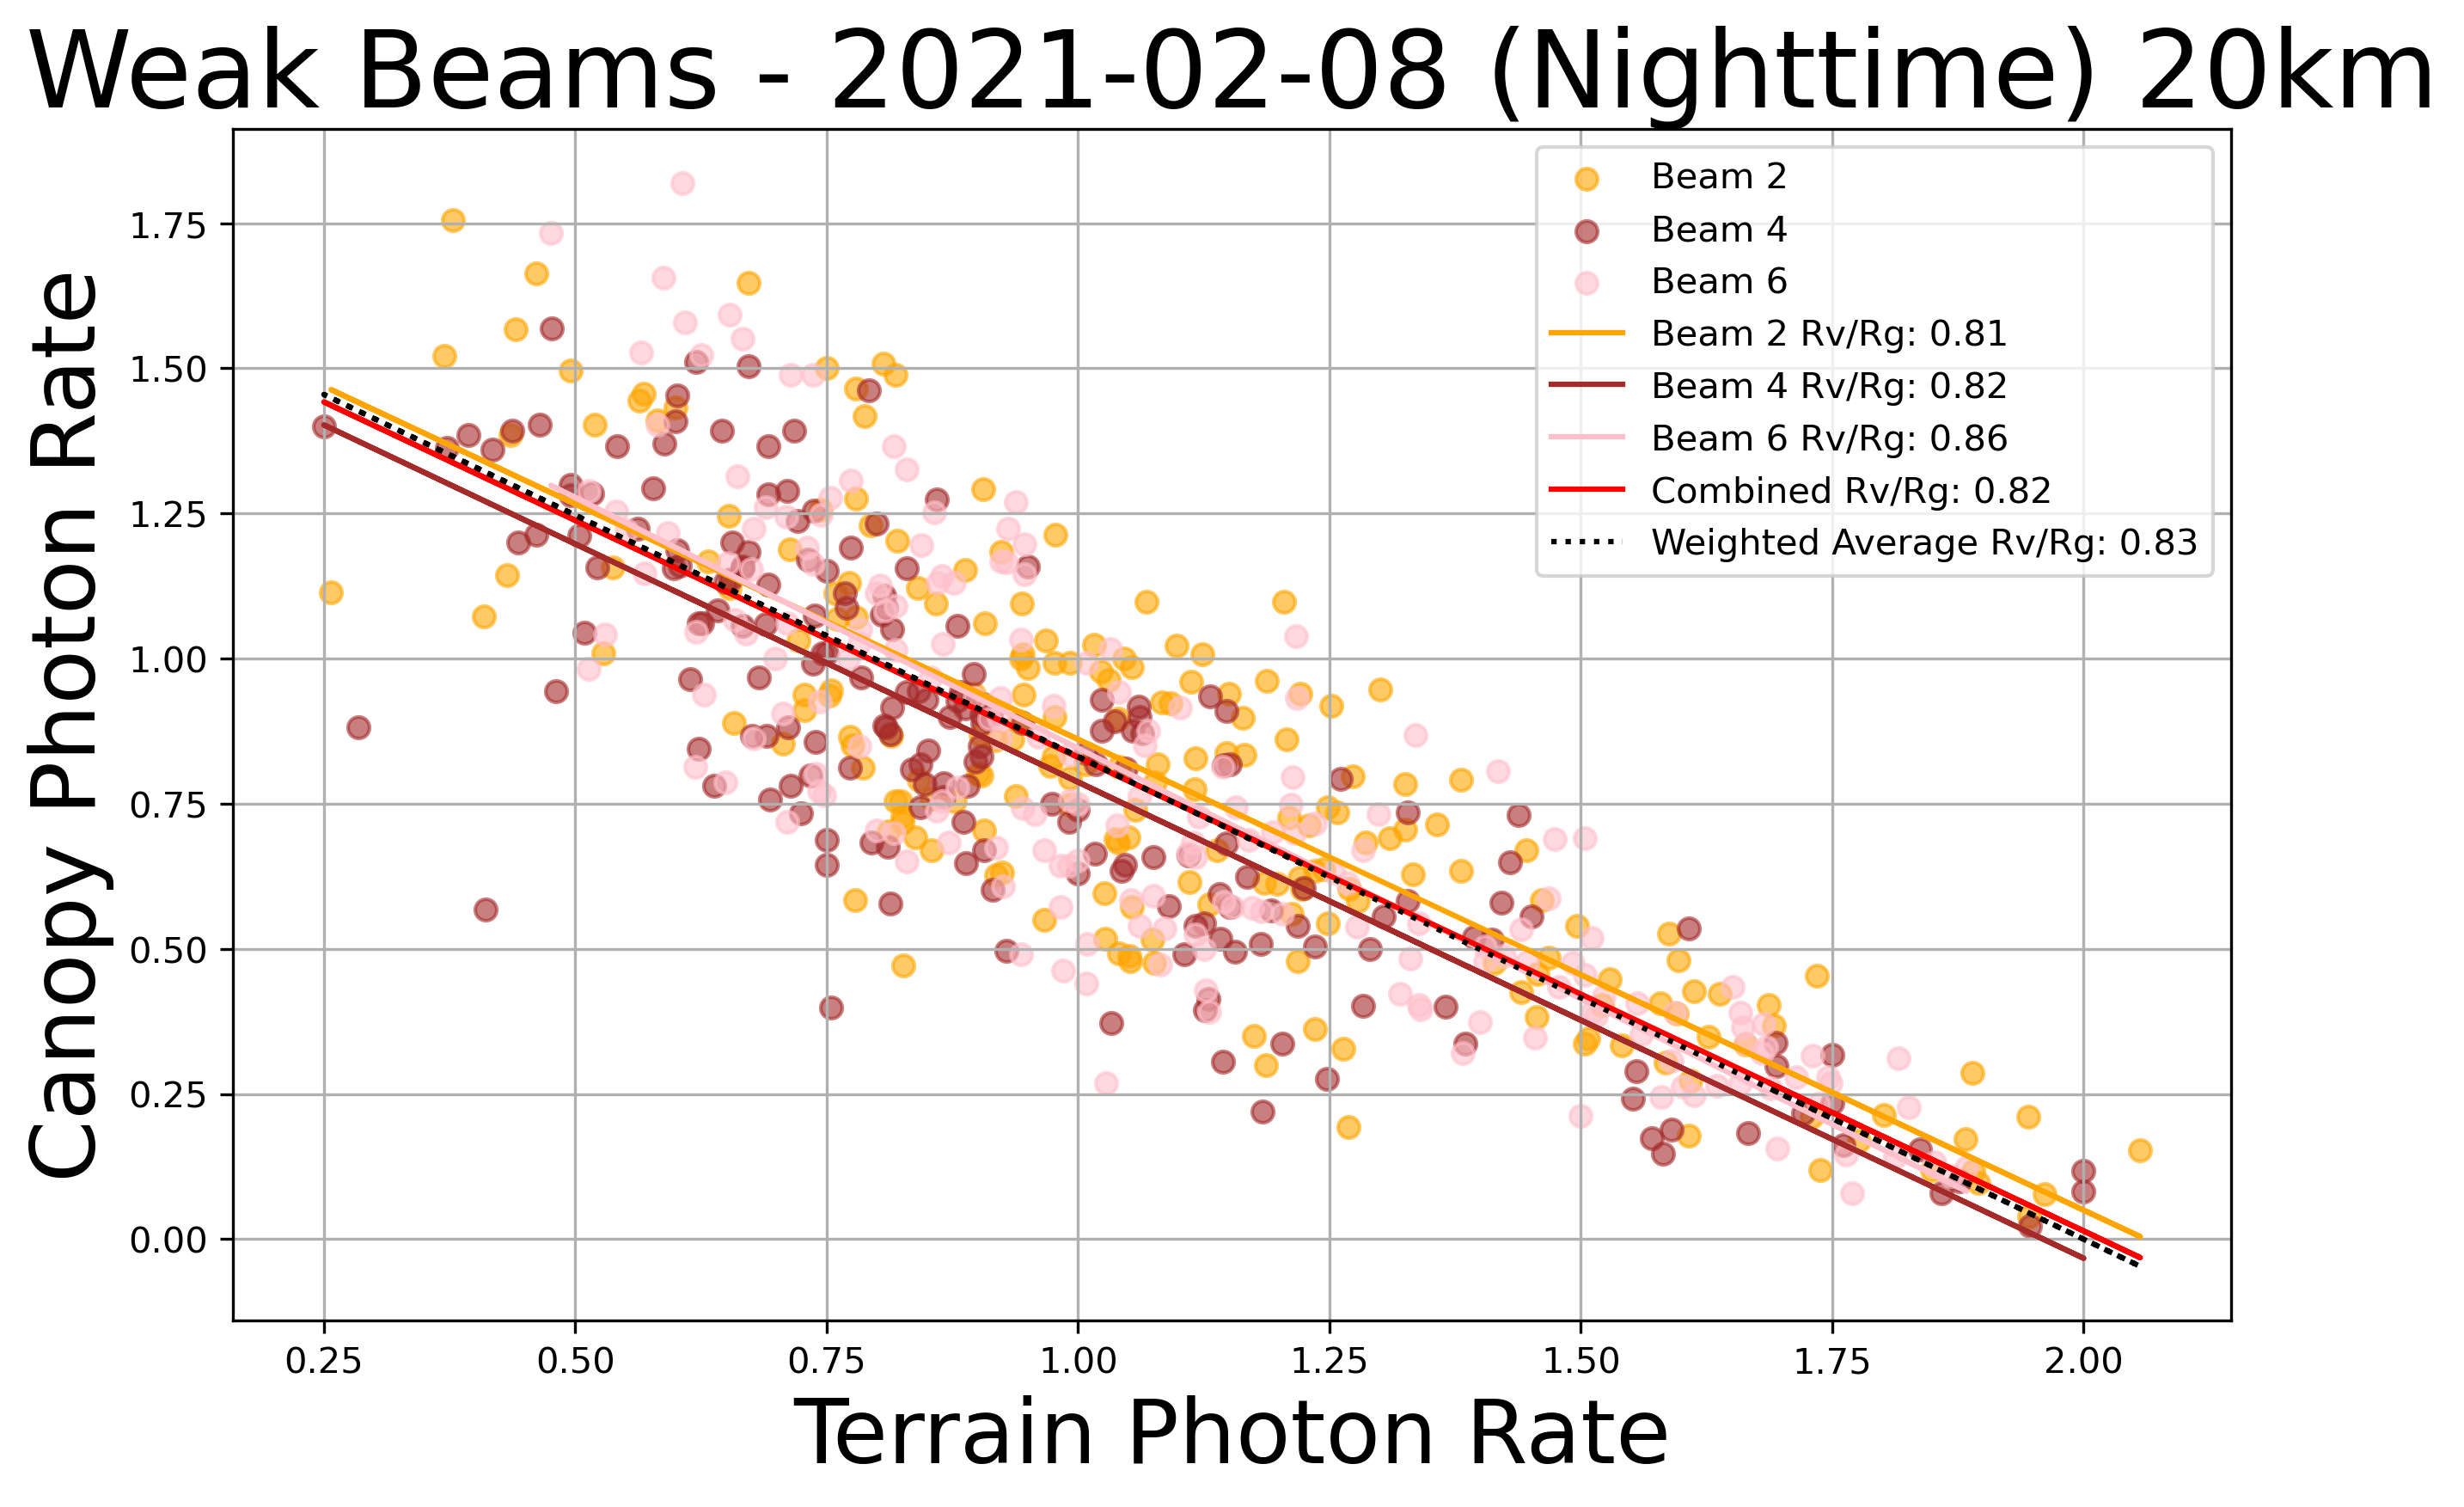 Weak Beams - 2021-02-08 (Nighttime) 20km
Canopy Photon Rate
1.75
1.50
1.25
1.00
0.75
0.50
0.25
0.00
Beam 2
Beam 4
Beam 6
Beam 2 Rv/Rg: 0.81
Beam 4 Rv/Rg: 0.82
Beam 6 Rv/Rg: 0.86
Combined Rv/Rg: 0.82
Weighted Average Rv/Rg: 0.83
0.25 0.50 0.75 1.00 1.25 1.50 1.75 2.00
Terrain Photon Rate